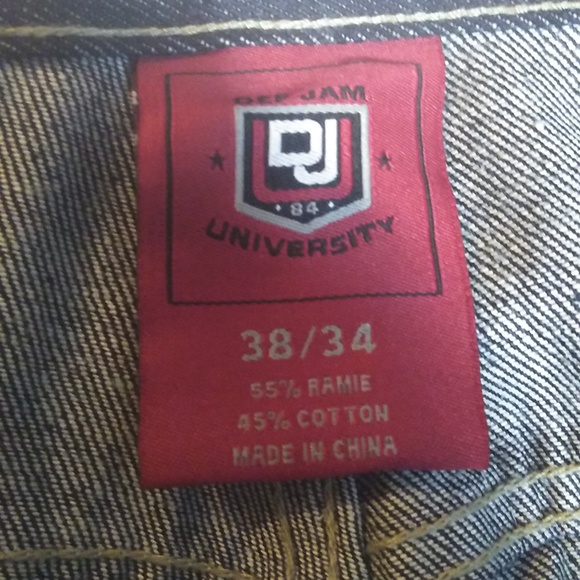 DEF JAM
DJ
84
UNIVERSITY
38/34
55% RAMIE
45% COTTON
MADE IN CHINA